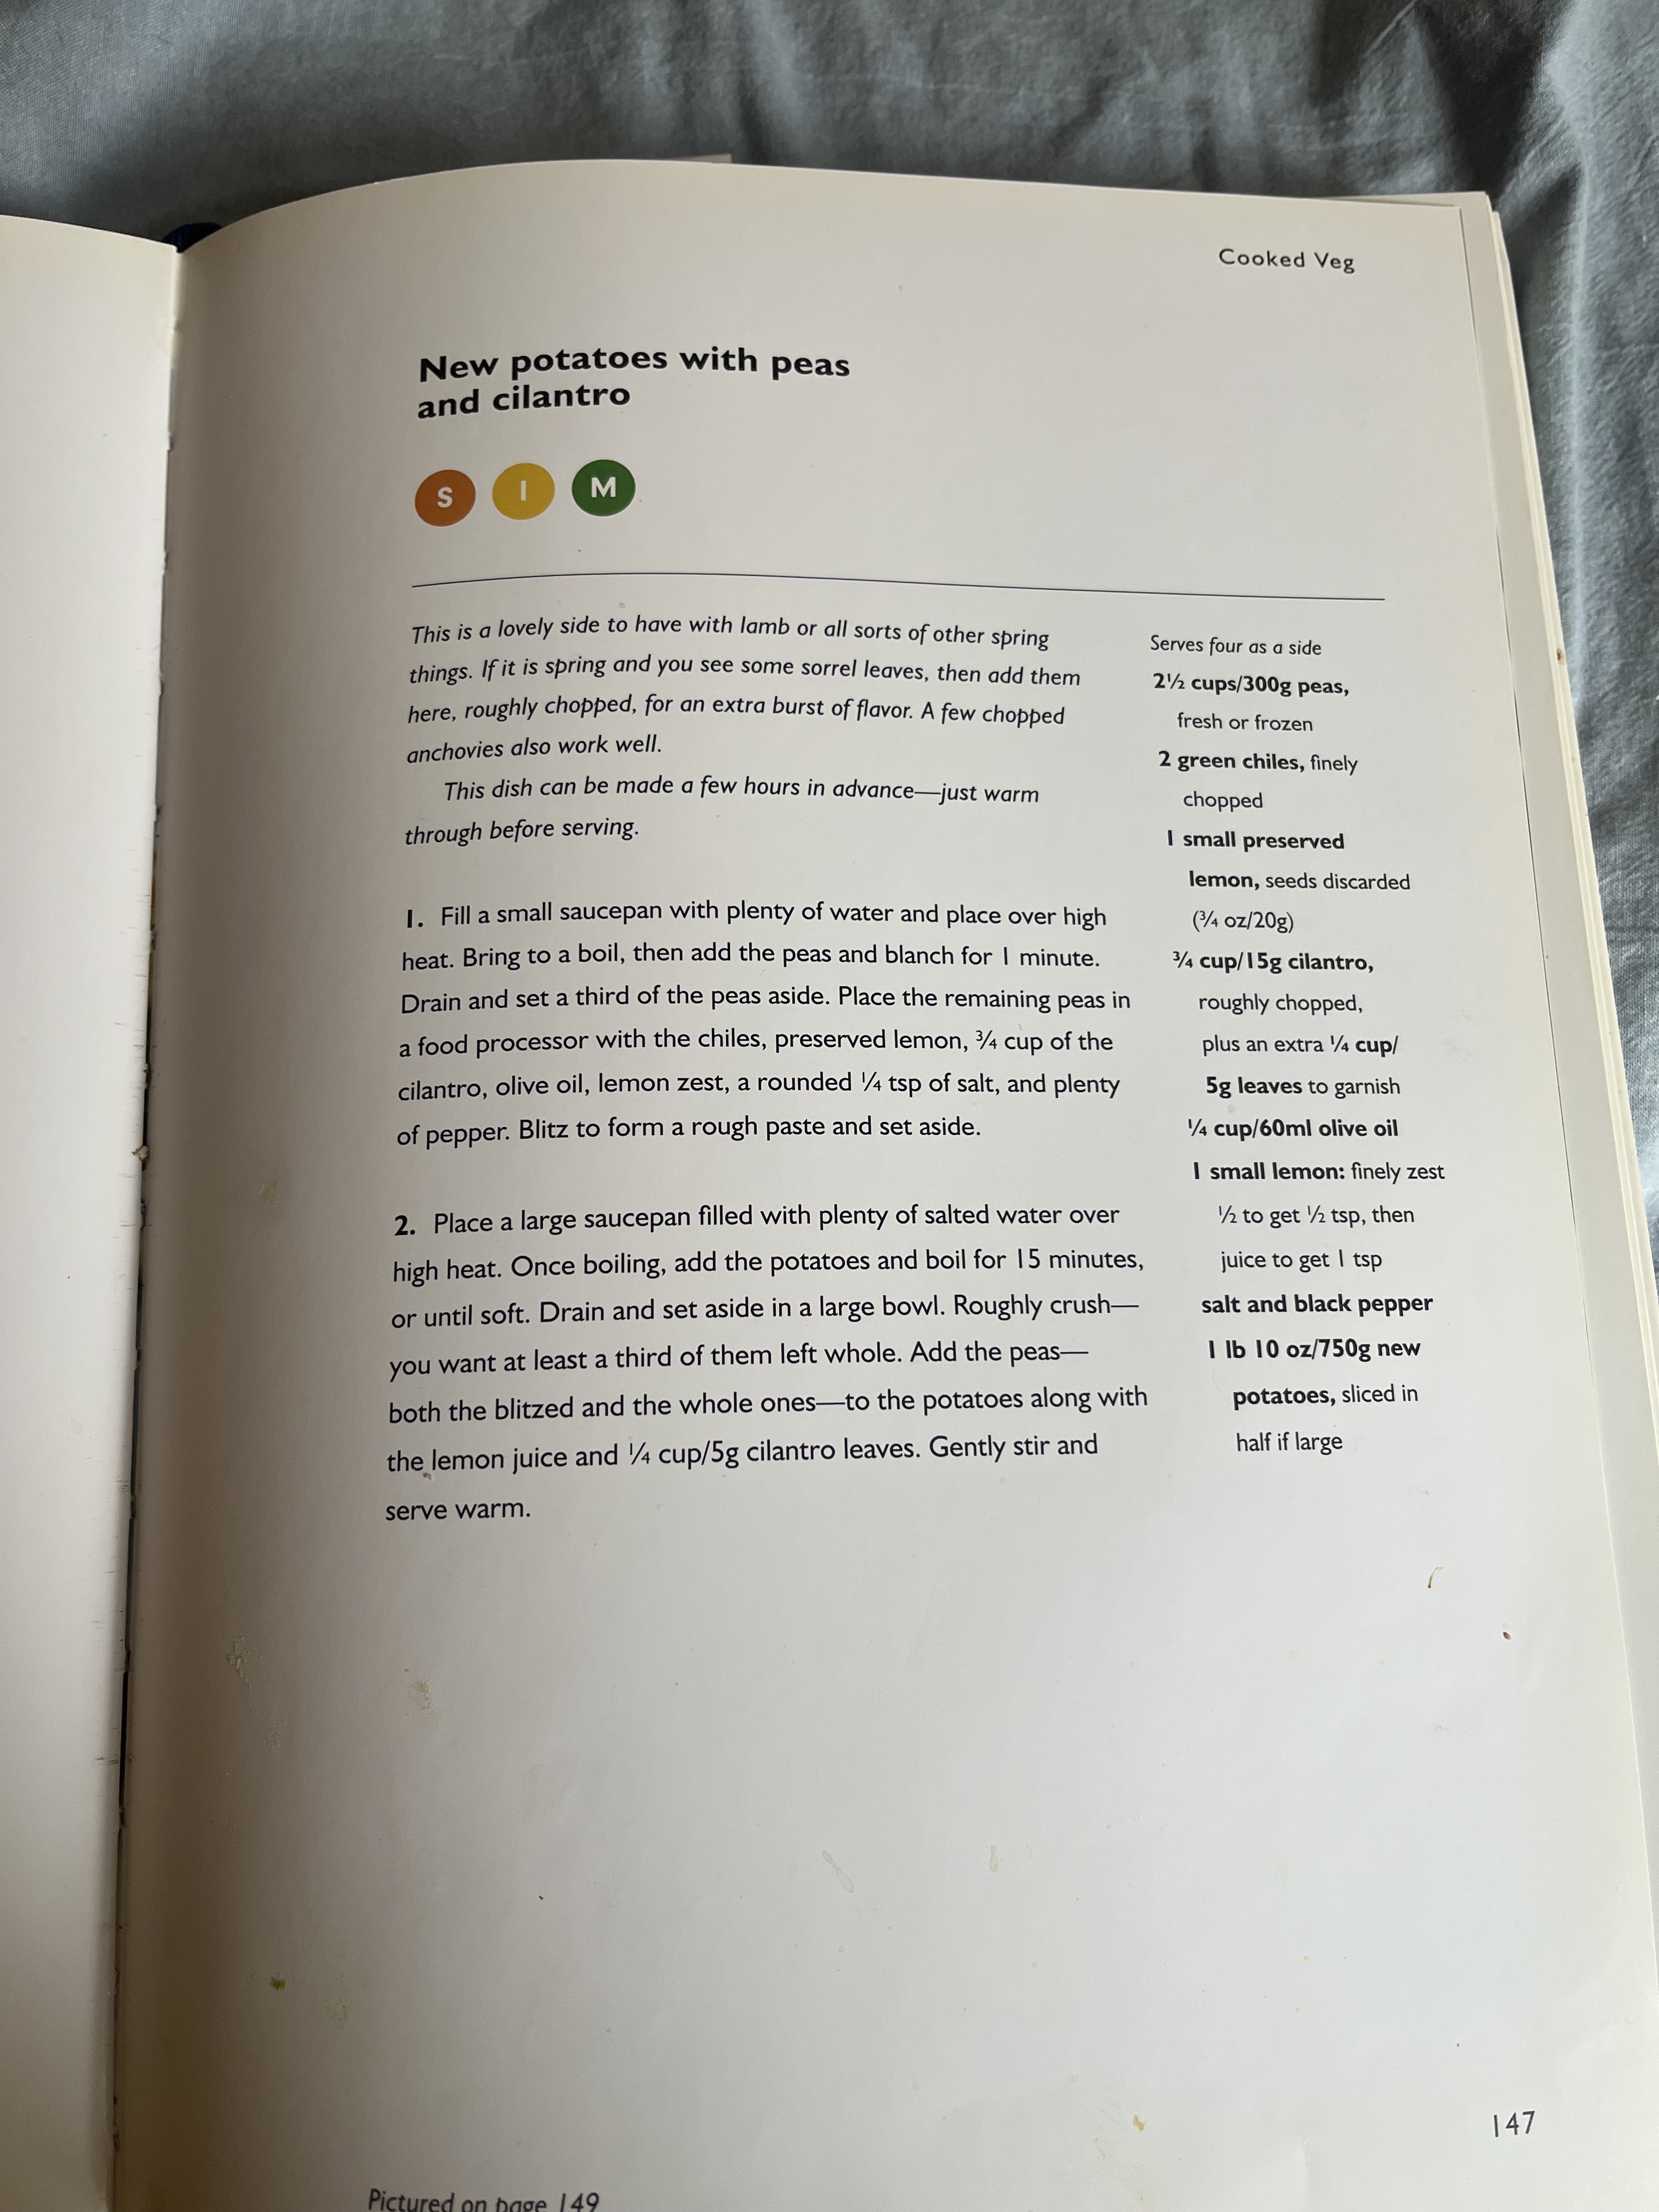 Cooked Veg
New potatoes with peas
and cilantro
S I M
This is a lovely side to have with lamb or all sorts of other spring
things. If it is spring and you see some sorrel leaves, then add them
here, roughly chopped, for an extra burst of flavor. A few chopped
anchovies also work well.
This dish can be made a few hours in advance—just warm
through before serving.
1. Fill a small saucepan with plenty of water and place over high
heat. Bring to a boil, then add the peas and blanch for 1 minute.
Drain and set a third of the peas aside. Place the remaining peas in
a food processor with the chiles, preserved lemon, ¾ cup of the
cilantro, olive oil, lemon zest, a rounded ¼ tsp of salt, and plenty
of pepper. Blitz to form a rough paste and set aside.
2. Place a large saucepan filled with plenty of salted water over
high heat. Once boiling, add the potatoes and boil for 15 minutes,
or until soft. Drain and set aside in a large bowl. Roughly crush—
you want at least a third of them left whole. Add the peas—
both the blitzed and the whole ones—to the potatoes along with
the lemon juice and ¼ cup/5g cilantro leaves. Gently stir and
serve warm.
Serves four as a side
2½ cups/300g peas,
fresh or frozen
2 green chiles, finely
chopped
1 small preserved
lemon, seeds discarded
(¾ oz/20g)
¾ cup/15g cilantro,
roughly chopped,
plus an extra ¼ cup/
5g leaves to garnish
¼ cup/60ml olive oil
1 small lemon: finely zest
½ to get ½ tsp, then
juice to get 1 tsp
salt and black pepper
1 lb 10 oz/750g new
potatoes, sliced in
half if large
147
Pictured on page 149